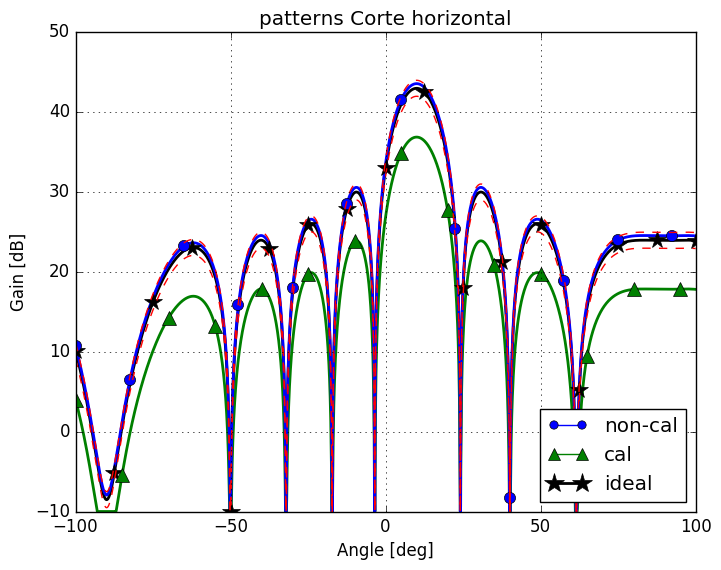 patterns Corte horizontal
50
40
30
20
10
0
−10
Gain [dB]
−100
−50
0
50
100
Angle [deg]
non-cal
cal
ideal